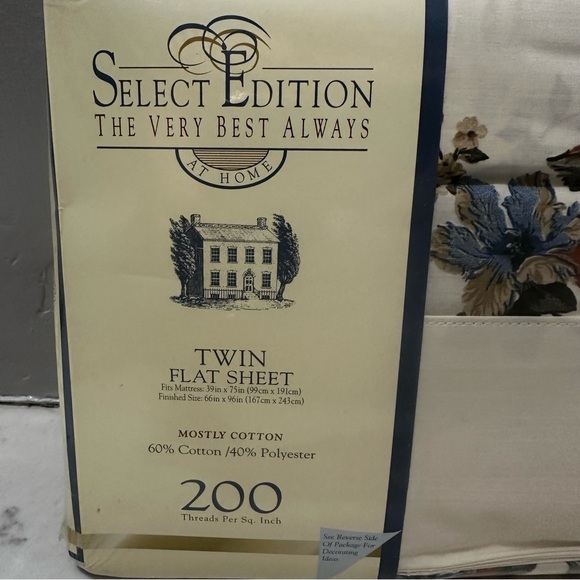 SELECT EDITION
THE VERY BEST ALWAYS
AT HOME
TWIN
FLAT SHEET
Fits Mattress: 39in x 75in (99cm x 191cm)
Finished Size: 66in x 96in (167cm x 243cm)
MOSTLY COTTON
60% Cotton /40% Polyester
200
Threads Per Sq. Inch
See Reverse Side
Of Package For
Decorating
Ideas